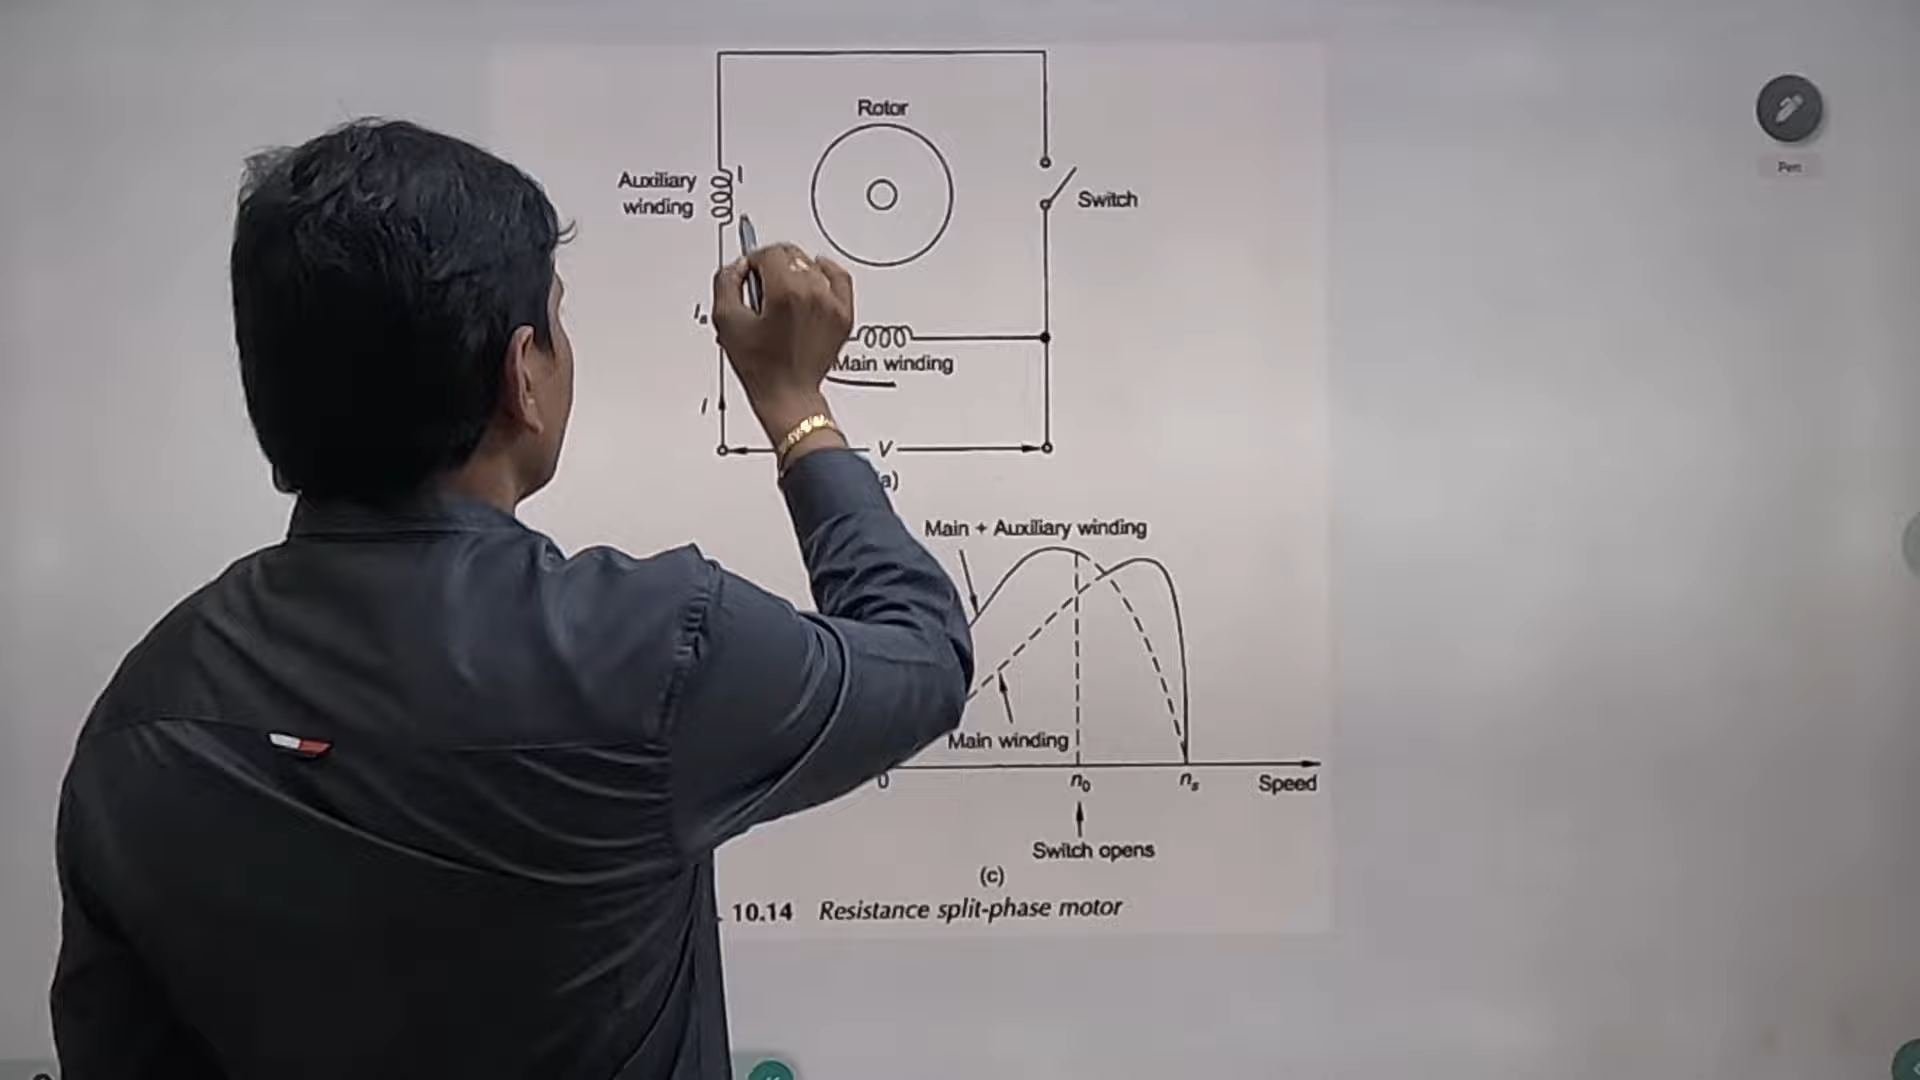 Rotor
Auxiliary
winding
Switch
I
Main winding
I
V
a)
Main + Auxiliary winding
Main winding
0
n₀
nₛ
Speed
Switch opens
(c)
10.14 Resistance split-phase motor
Pen